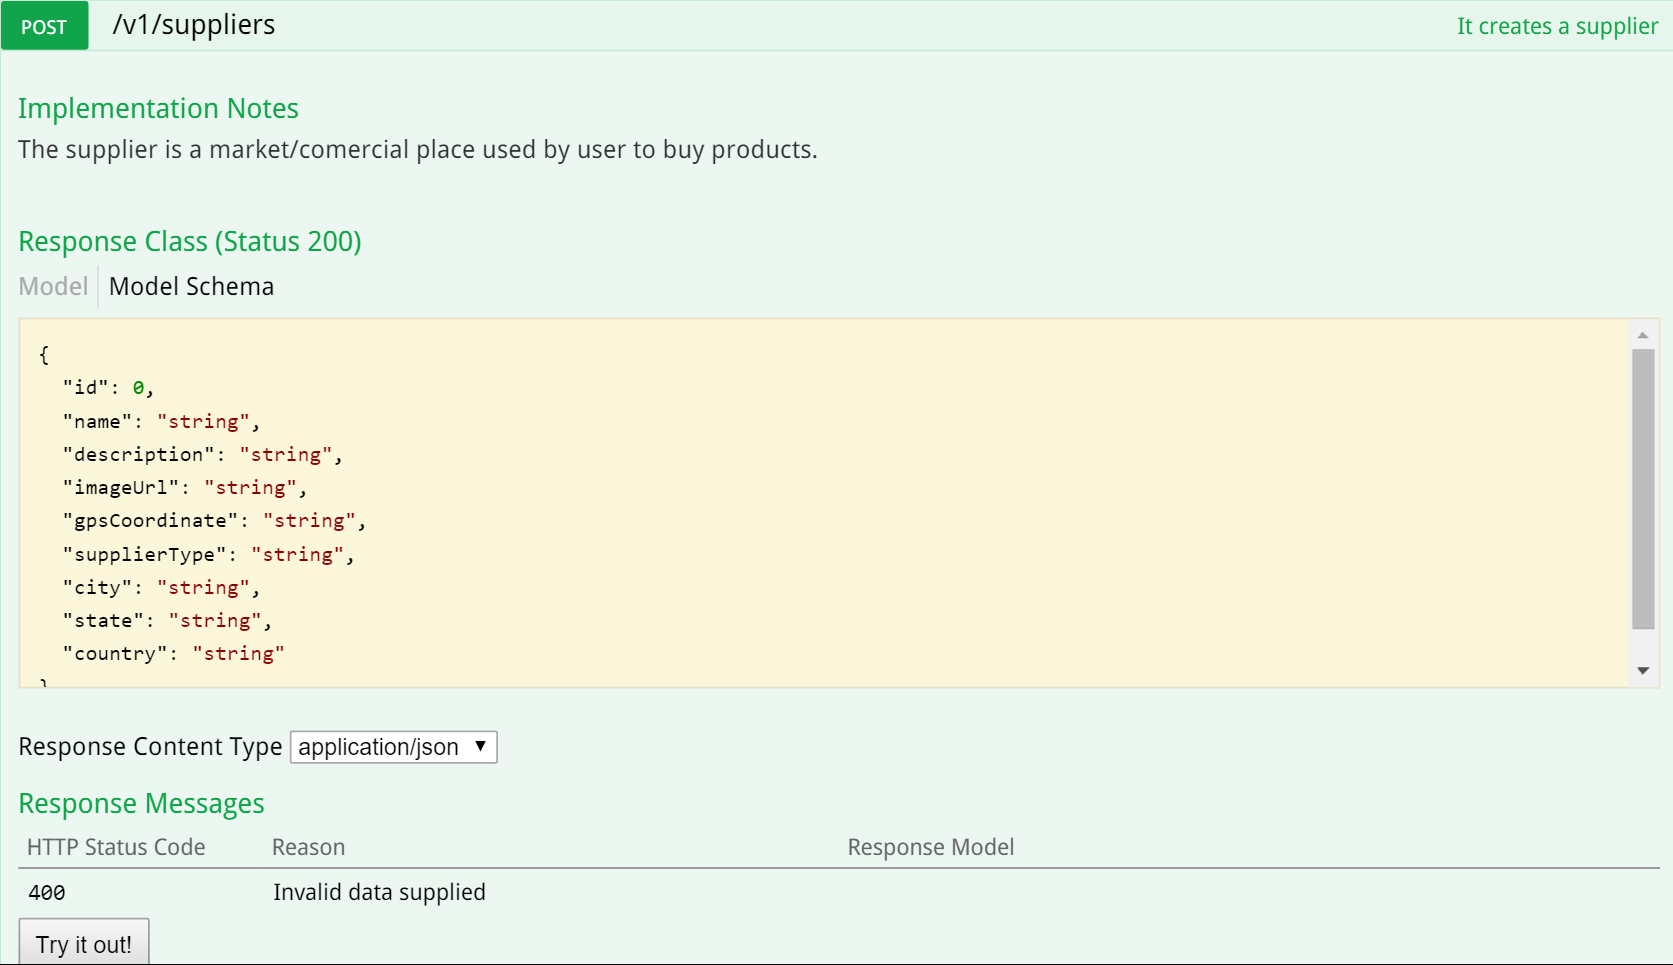 POST /v1/suppliers It creates a supplier
Implementation Notes
The supplier is a market/comercial place used by user to buy products.
Response Class (Status 200)
Model Model Schema
{
"id": 0,
"name": "string",
"description": "string",
"imageUrl": "string",
"gpsCoordinate": "string",
"supplierType": "string",
"city": "string",
"state": "string",
"country": "string"
}
Response Content Type application/json
Response Messages
HTTP Status Code Reason Response Model
400 Invalid data supplied
Try it out!